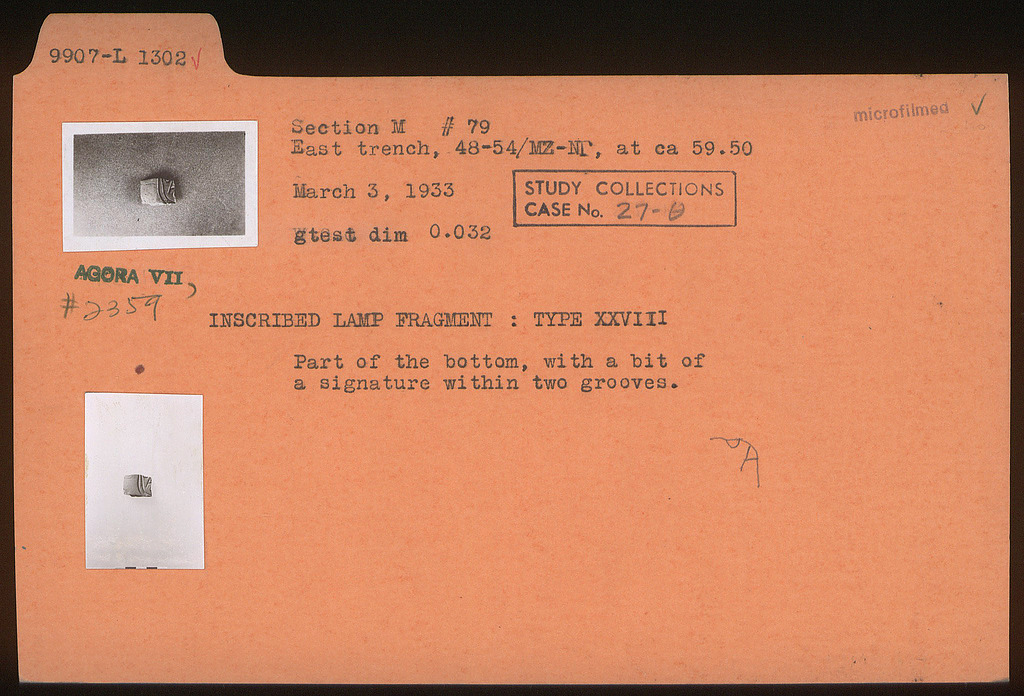 9907-L 1302 ✓
microfilmed ✓
Section M # 79
East trench, 48-54/MZ-NΓ, at ca 59.50
March 3, 1933
STUDY COLLECTIONS
CASE No. 27-θ
gtest dim 0.032
AGORA VII,
#2359
INSCRIBED LAMP FRAGMENT : TYPE XXVIII
Part of the bottom, with a bit of
a signature within two grooves.